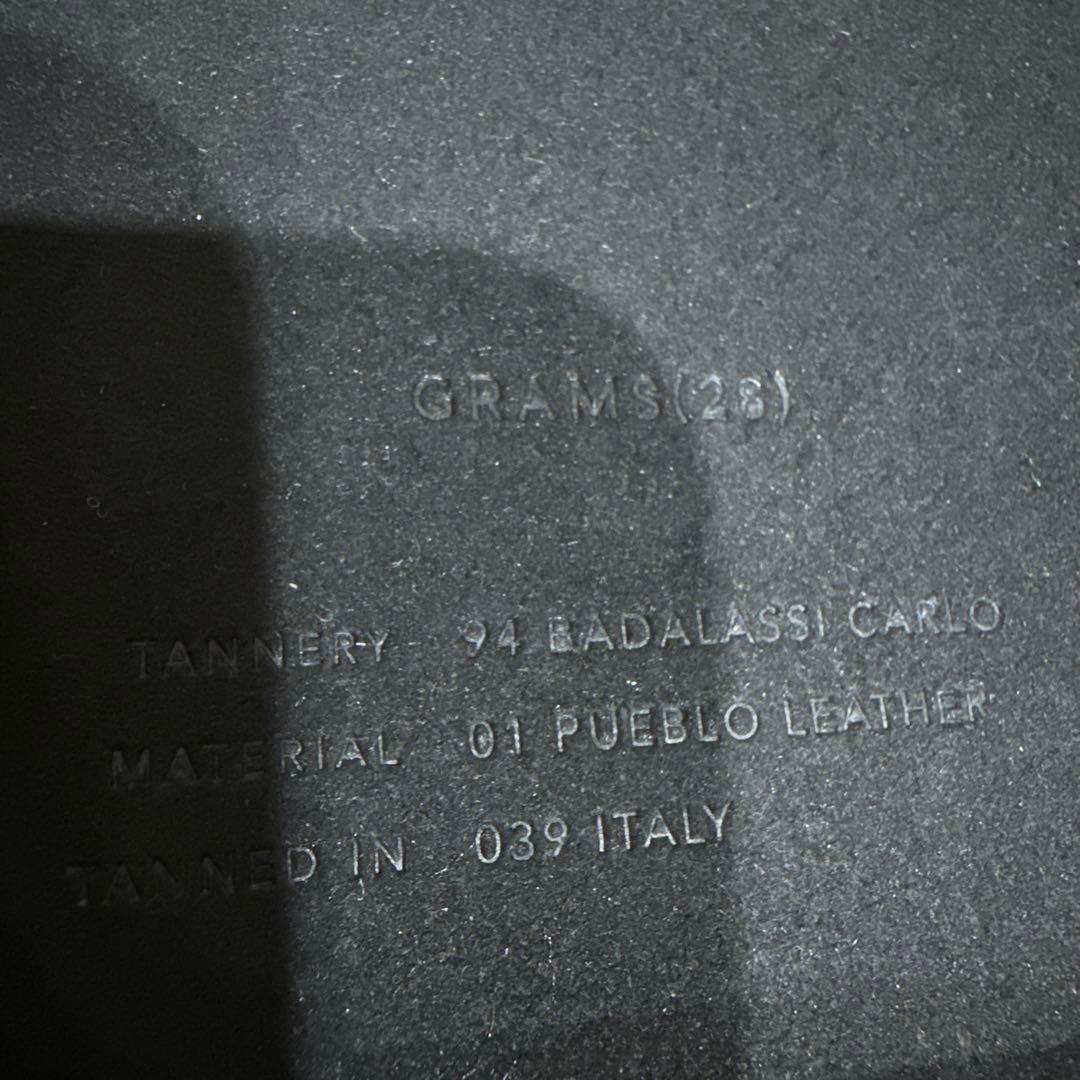 GRAMS(28)
TANNERY 94 BADALASSI CARLO
MATERIAL 01 PUEBLO LEATHER
TANNED IN 039 ITALY